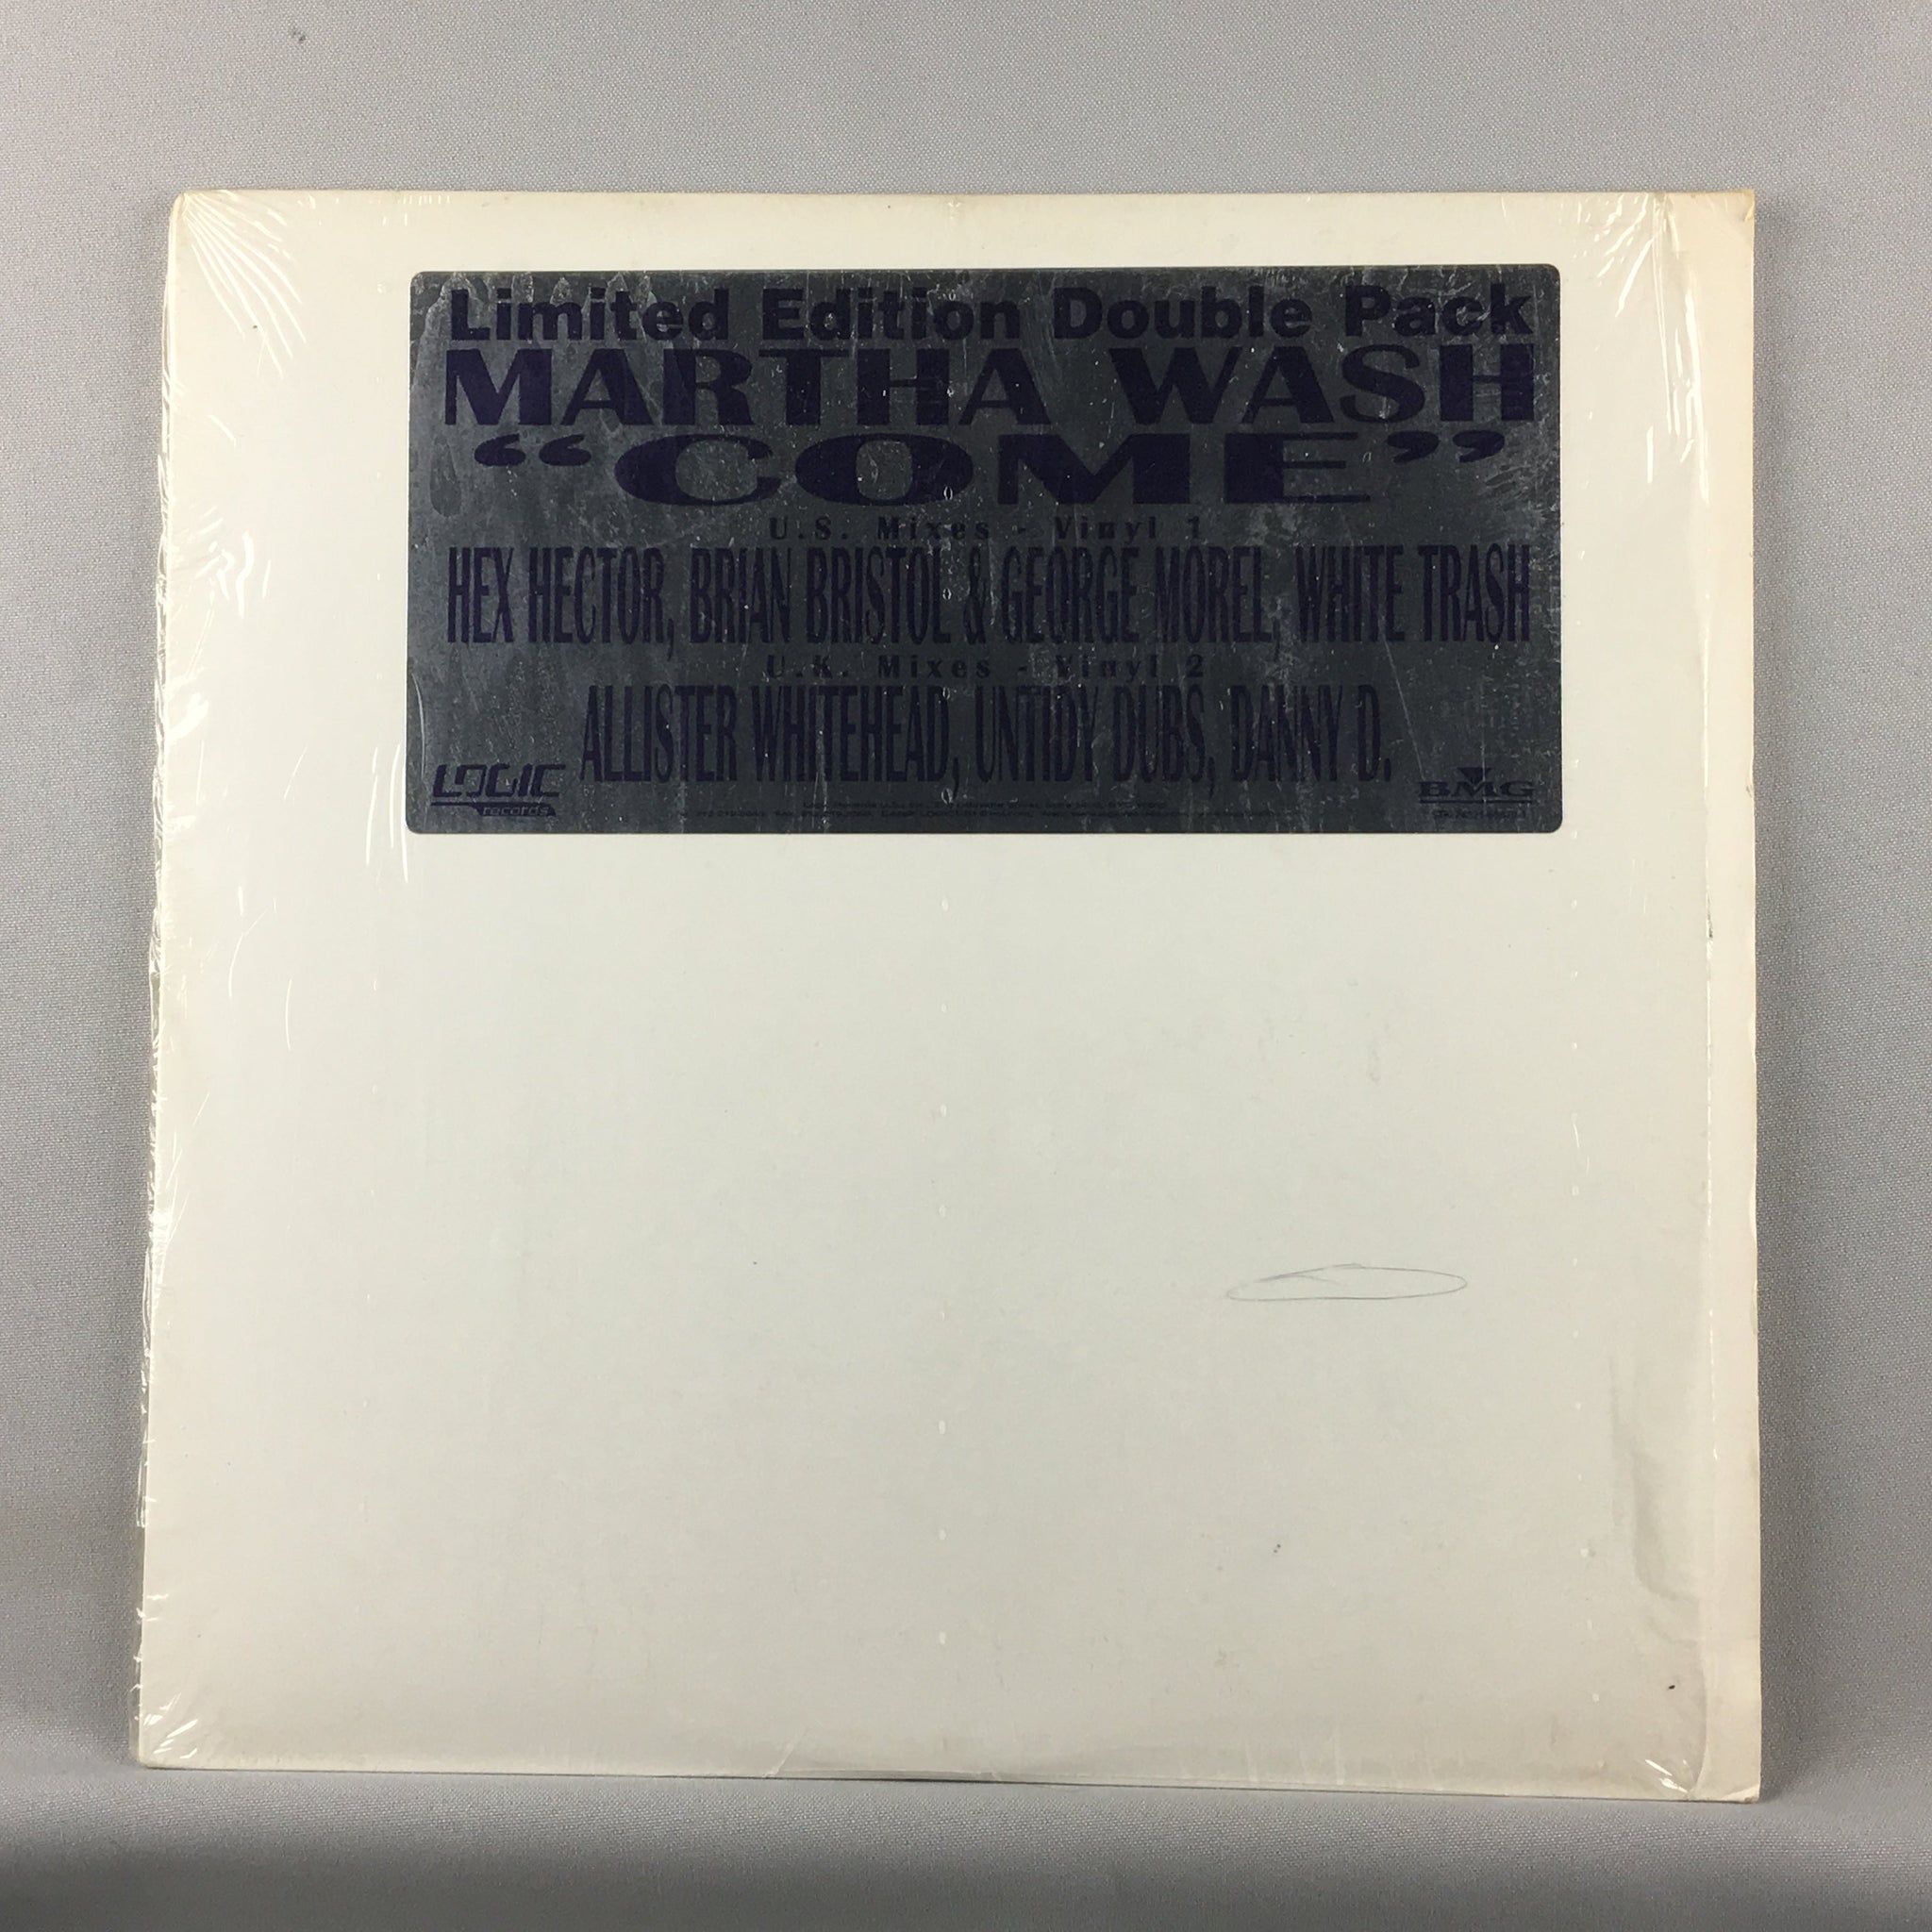 Limited Edition Double Pack
MARTHA WASH
“COME”
U.S. Mixes - Vinyl 1
HEX HECTOR, BRIAN BRISTOL & GEORGE MOREL, WHITE TRASH
U.K. Mixes - Vinyl 2
ALLISTER WHITEHEAD, UNTIDY DUBS, DANNY D.
LOGIC
records
BMG